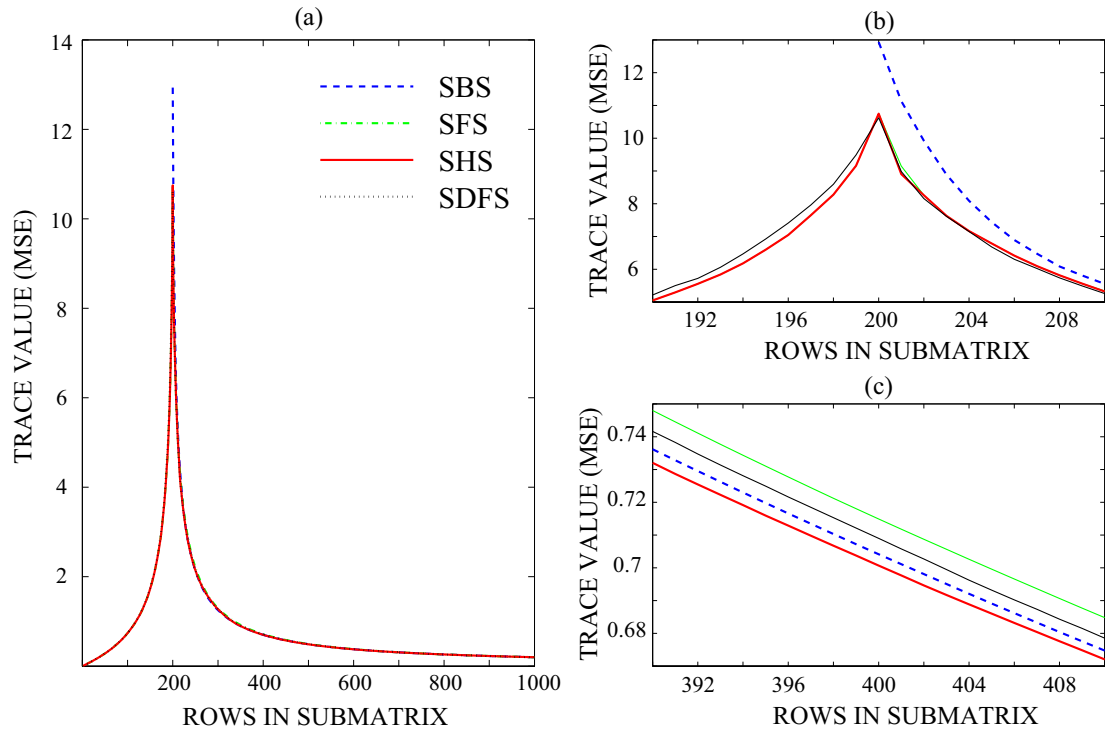 (a)
14
12
10
8
6
4
2
200
400
600
800
1000
TRACE VALUE (MSE)
ROWS IN SUBMATRIX
SBS
SFS
SHS
SDFS
(b)
12
10
8
6
192
196
200
204
208
TRACE VALUE (MSE)
ROWS IN SUBMATRIX
(c)
0.74
0.72
0.7
0.68
392
396
400
404
408
TRACE VALUE (MSE)
ROWS IN SUBMATRIX